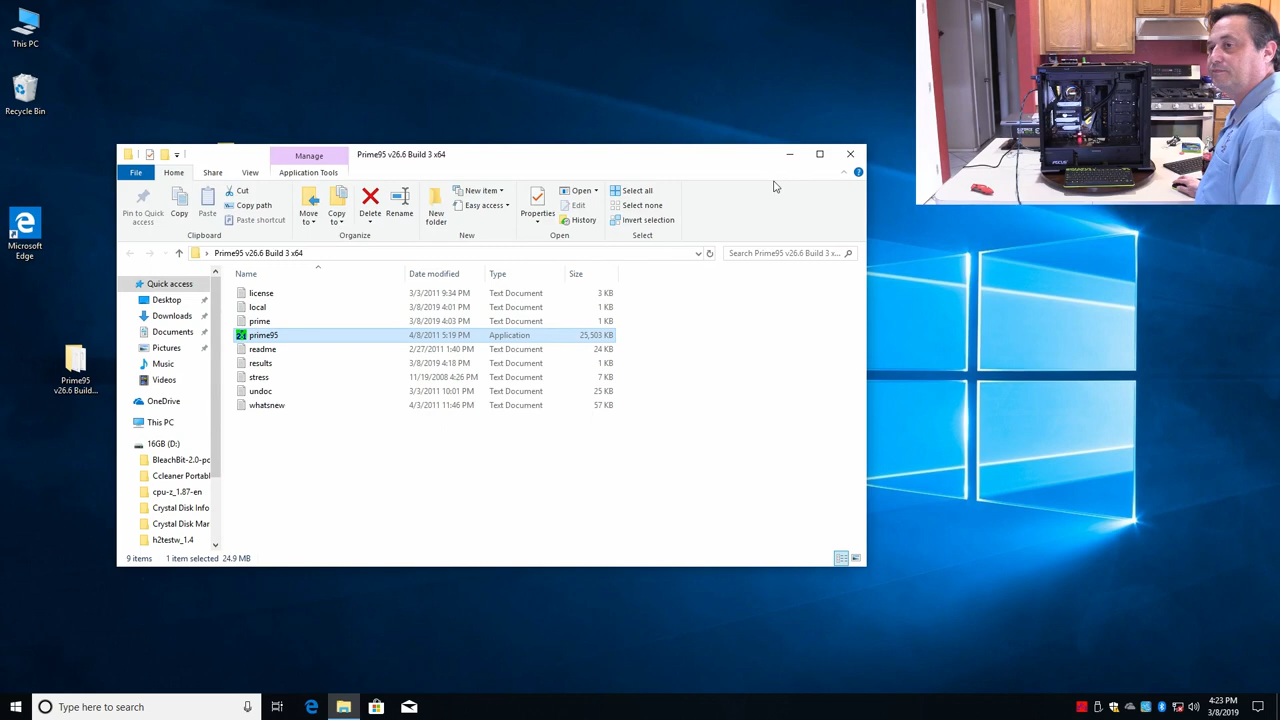 This PC
Recycle Bin
Microsoft
Edge
Prime95
v26.6 Build...
Manage
Prime95 v26.6 Build 3 x64
File
Home
Share
View
Application Tools
Pin to Quick
access
Copy
Paste
Cut
Copy path
Paste shortcut
Clipboard
Move
to
Copy
to
Delete
Rename
Organize
New
folder
New item
Easy access
New
Properties
Open
Edit
History
Open
Select all
Select none
Invert selection
Select
Prime95 v26.6 Build 3 x64
Search Prime95 v26.6 Build 3 x...
Quick access
Desktop
Downloads
Documents
Pictures
Music
Videos
OneDrive
This PC
16GB (D:)
BleachBit-2.0-po
Ccleaner Portabl
cpu-z_1.87-en
Crystal Disk Info
Crystal Disk Mar
h2testw_1.4
Name Date modified Type Size
license 3/3/2011 9:34 PM Text Document 3 KB
local 3/8/2019 4:01 PM Text Document 1 KB
prime 3/8/2019 4:03 PM Text Document 1 KB
prime95 4/8/2011 5:19 PM Application 25,503 KB
readme 2/27/2011 1:40 PM Text Document 24 KB
results 3/8/2019 4:18 PM Text Document 1 KB
stress 11/19/2008 4:26 PM Text Document 7 KB
undoc 3/3/2011 10:01 PM Text Document 25 KB
whatsnew 4/3/2011 11:46 PM Text Document 57 KB
9 items 1 item selected 24.9 MB
Type here to search
4:23 PM
3/8/2019